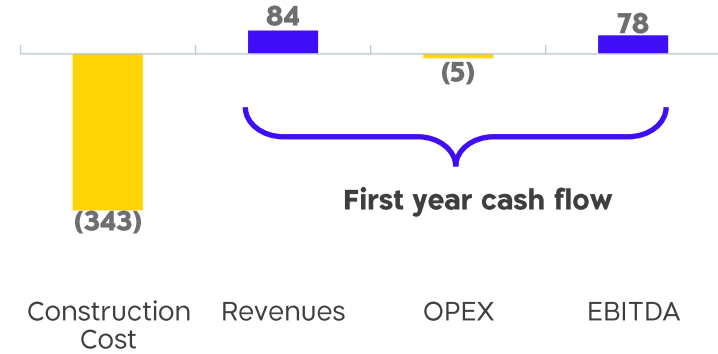 84
78
(5)
First year cash flow
(343)
Construction
Cost
Revenues
OPEX
EBITDA